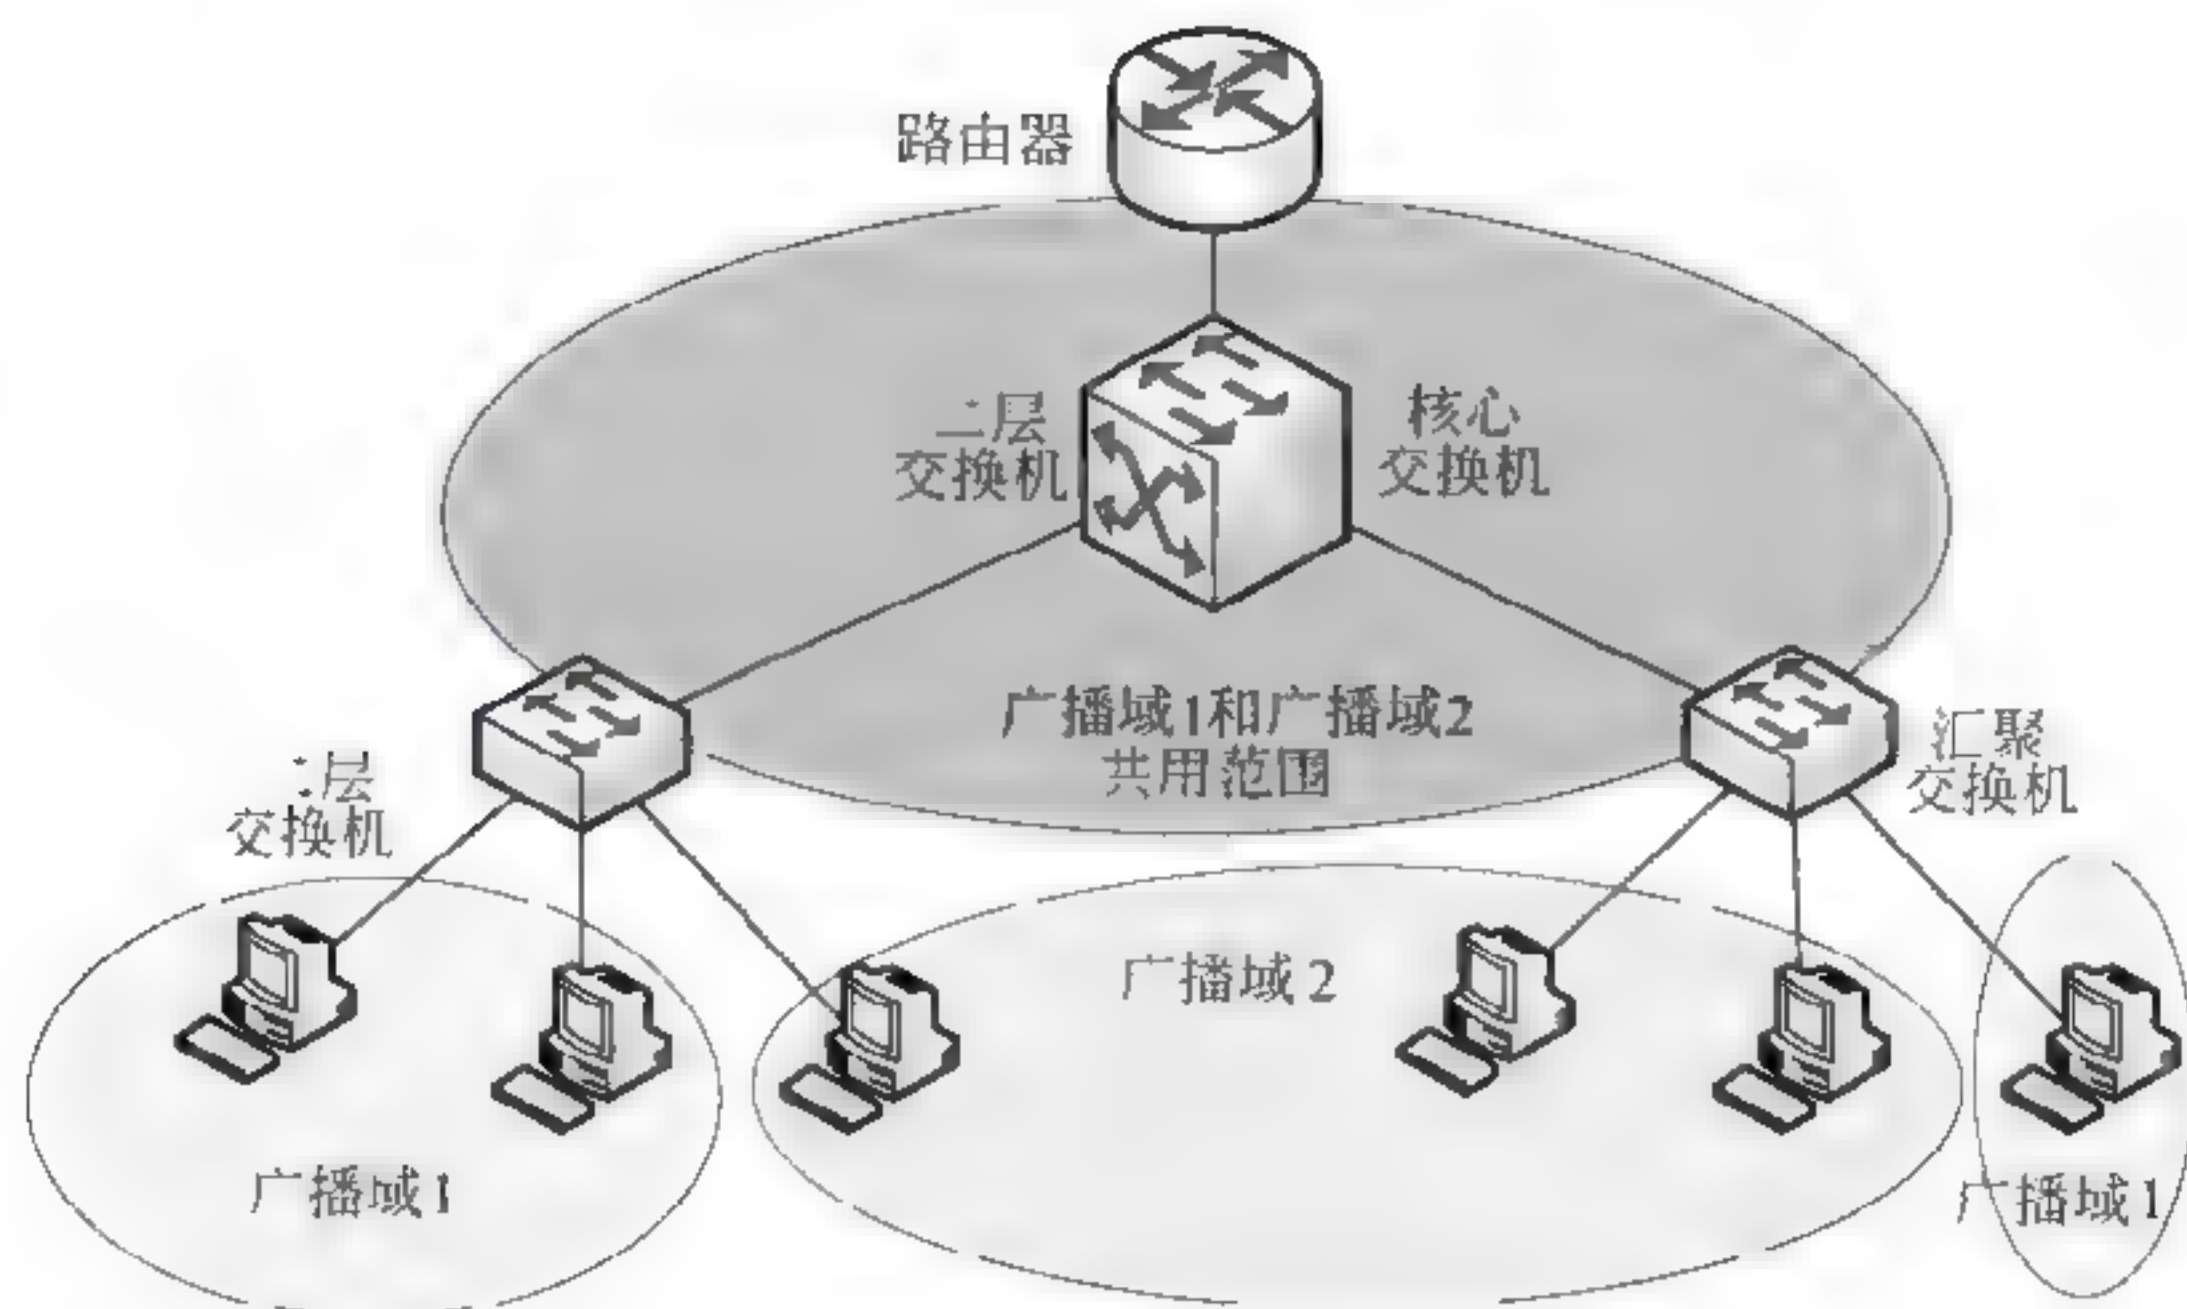 路由器
二层
交换机
核心
交换机
广播域1和广播域2
共用范围
二层
交换机
汇聚
交换机
广播域2
广播域1
广播域1